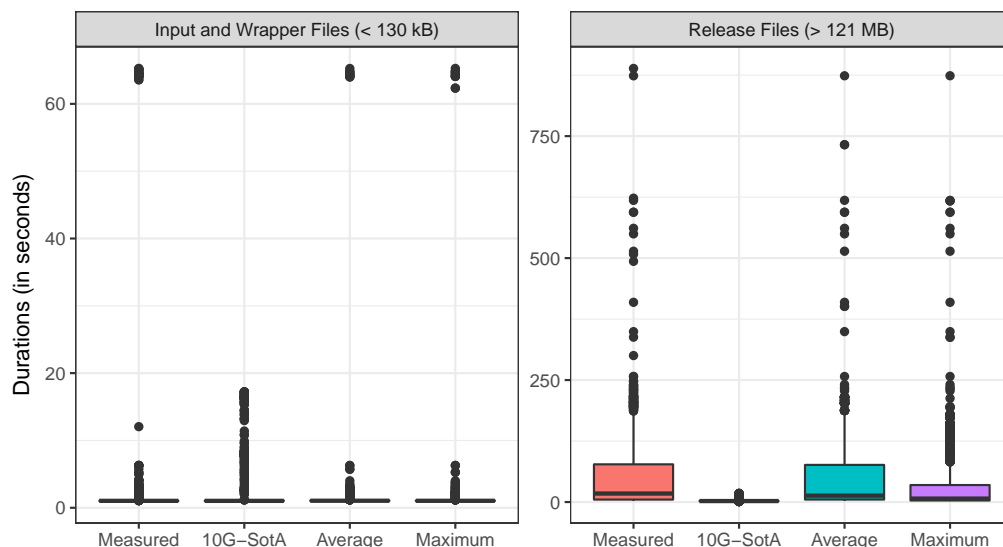 Input and Wrapper Files (< 130 kB)
Release Files (> 121 MB)
Durations (in seconds)
60
40
20
0
750
500
250
0
Measured 10G−SotA Average Maximum
Measured 10G−SotA Average Maximum